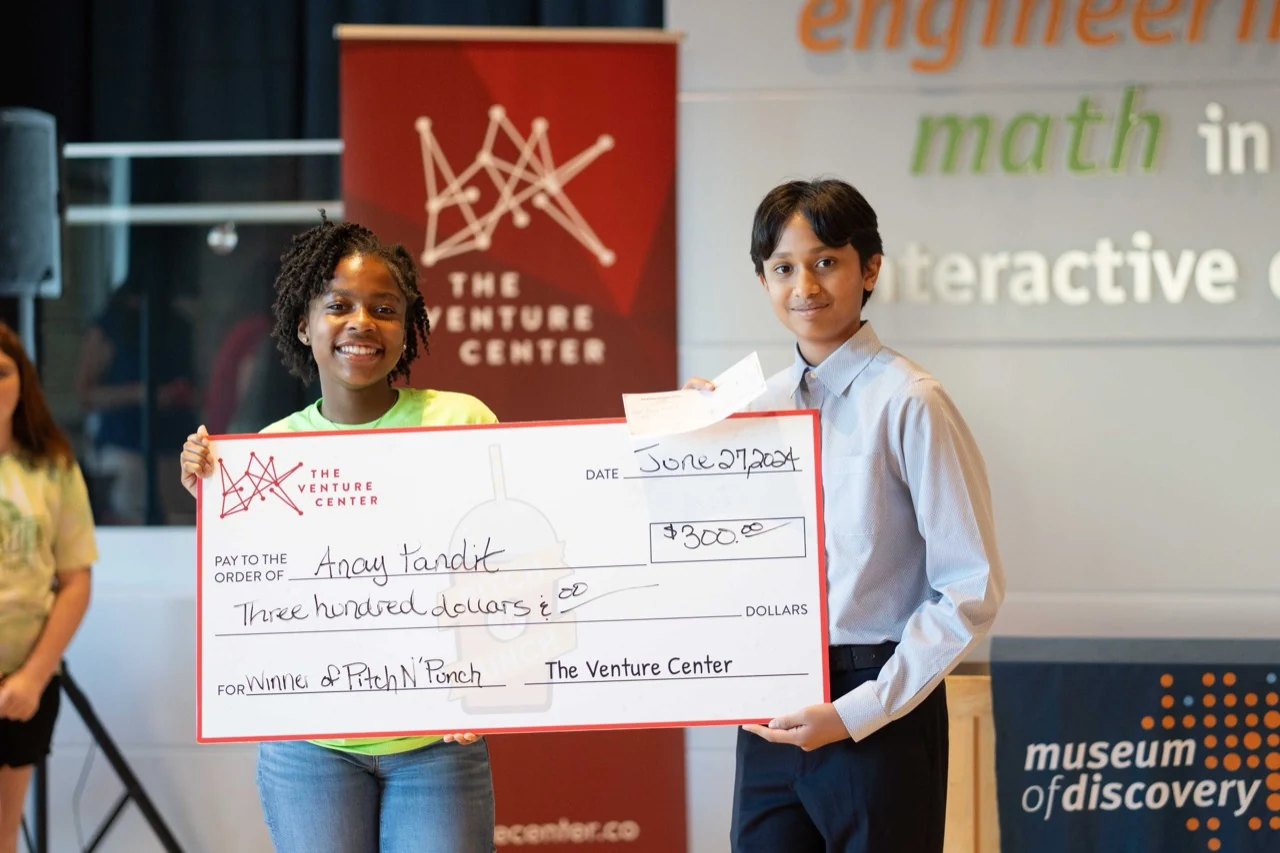 engineerin
math in
interactive
THE
VENTURE
CENTER
THE
VENTURE
CENTER
DATE June 27, 2024
PAY TO THE
ORDER OF Anay Pandit
$300.00
Three hundred dollars & 00 DOLLARS
FOR Winner of Pitch N' Punch The Venture Center
ecenter.co
museum
of discovery